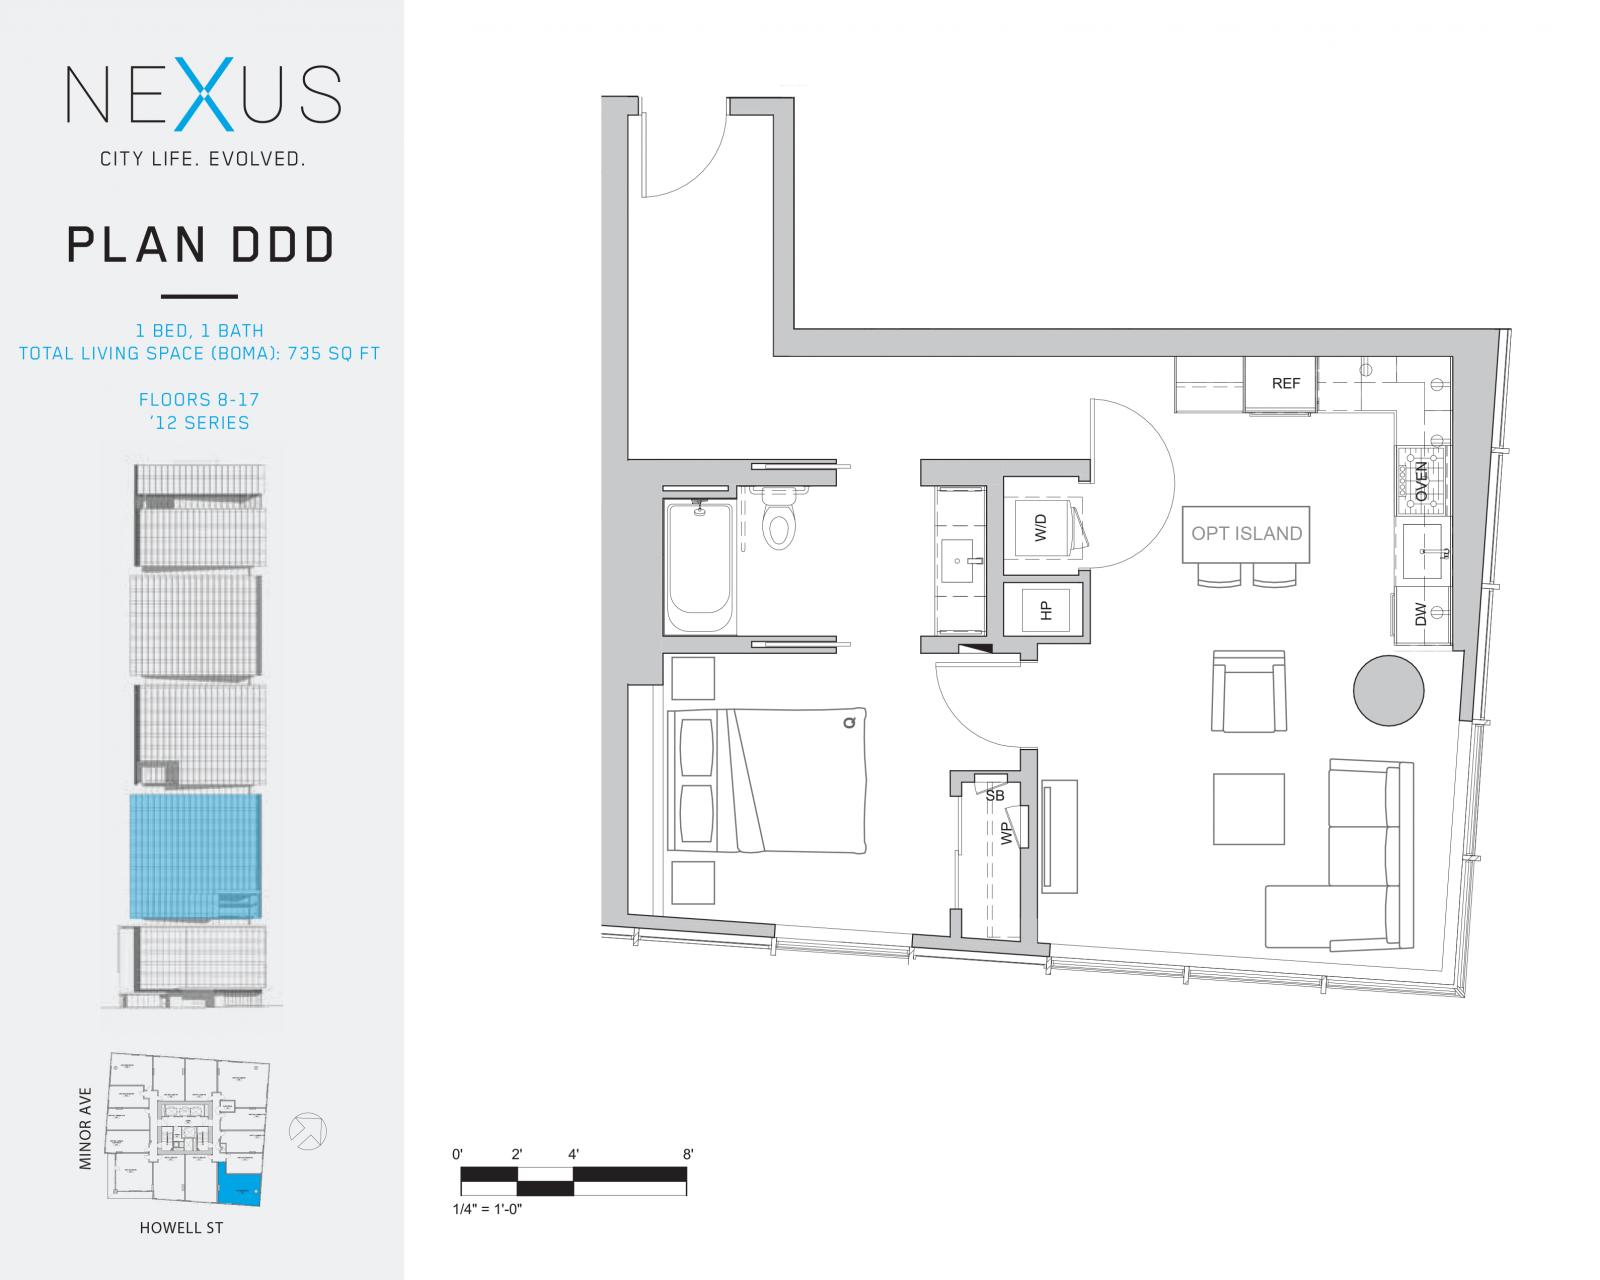 NEXUS
CITY LIFE. EVOLVED.
PLAN DDD
1 BED, 1 BATH
TOTAL LIVING SPACE (BOMA): 735 SQ FT
FLOORS 8-17
'12 SERIES
MINOR AVE
HOWELL ST
REF
OVEN
OPT ISLAND
W/D
HP
DW
Q
SB
WP
0' 2' 4' 8'
1/4" = 1'-0"